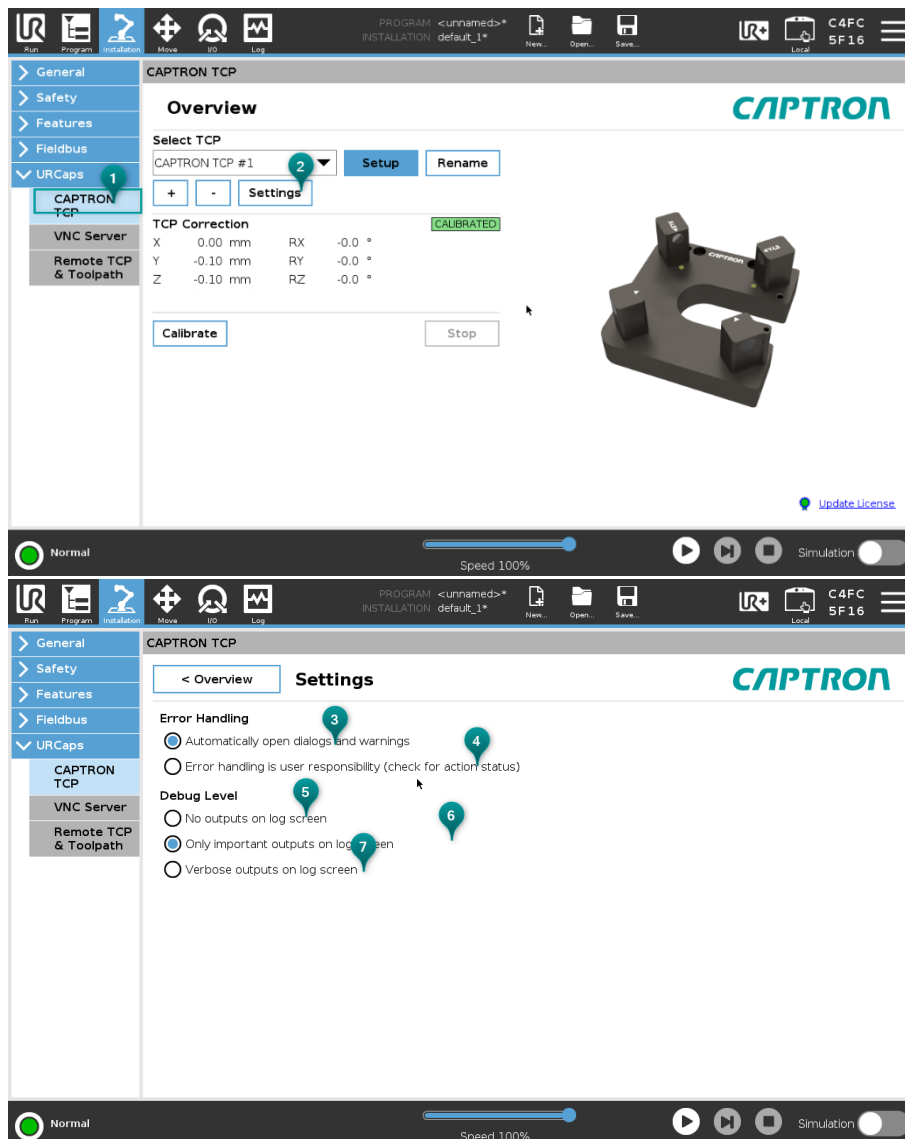 PROGRAM <unnamed>*
INSTALLATION default_1*
Run Program Installation Move I/O Log New... Open... Save... Local
C4FC
5F16
General
Safety
Features
Fieldbus
URCaps
CAPTRON
TCP
VNC Server
Remote TCP
& Toolpath
CAPTRON TCP
Overview
CAPTRON
Select TCP
CAPTRON TCP #1 Setup Rename
+ - Settings
1
2
TCP Correction CALIBRATED
X 0.00 mm RX -0.0 °
Y -0.10 mm RY -0.0 °
Z -0.10 mm RZ -0.0 °
Calibrate Stop
CAPTRON
Update License
Normal
Speed 100%
Simulation
PROGRAM <unnamed>*
INSTALLATION default_1*
Run Program Installation Move I/O Log New... Open... Save... Local
C4FC
5F16
General
Safety
Features
Fieldbus
URCaps
CAPTRON
TCP
VNC Server
Remote TCP
& Toolpath
CAPTRON TCP
< Overview Settings
CAPTRON
Error Handling
3
Automatically open dialogs and warnings
4
Error handling is user responsibility (check for action status)
Debug Level
5
No outputs on log screen
6
Only important outputs on log screen
7
Verbose outputs on log screen
Normal
Speed 100%
Simulation